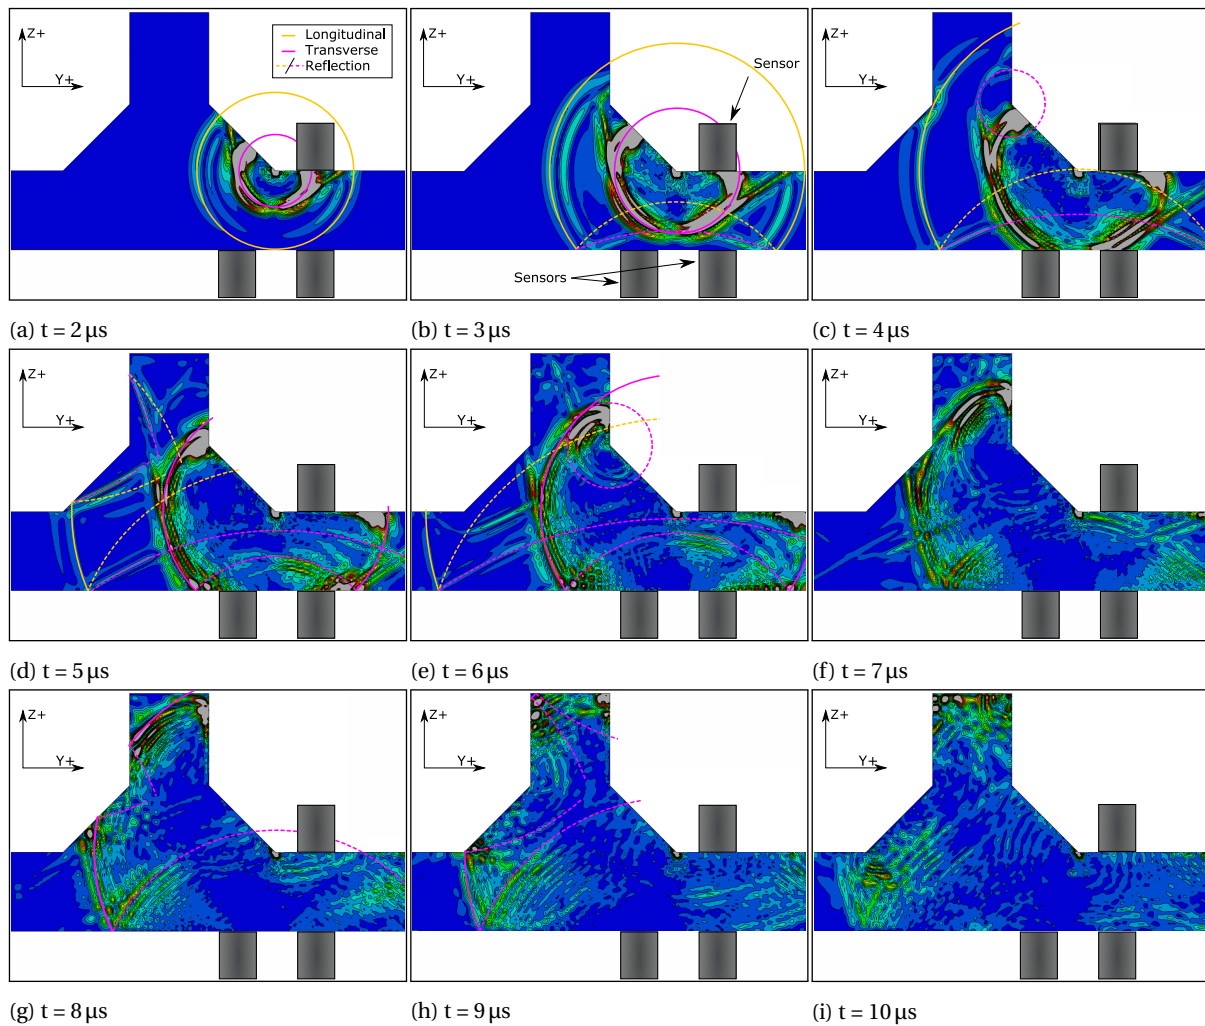 Z+
Y+
Longitudinal
Transverse
Reflection
(a) t = 2 µs
Z+
Y+
Sensor
Sensors
(b) t = 3 µs
Z+
Y+
(c) t = 4 µs
Z+
Y+
(d) t = 5 µs
Z+
Y+
(e) t = 6 µs
Z+
Y+
(f) t = 7 µs
Z+
Y+
(g) t = 8 µs
Z+
Y+
(h) t = 9 µs
Z+
Y+
(i) t = 10 µs